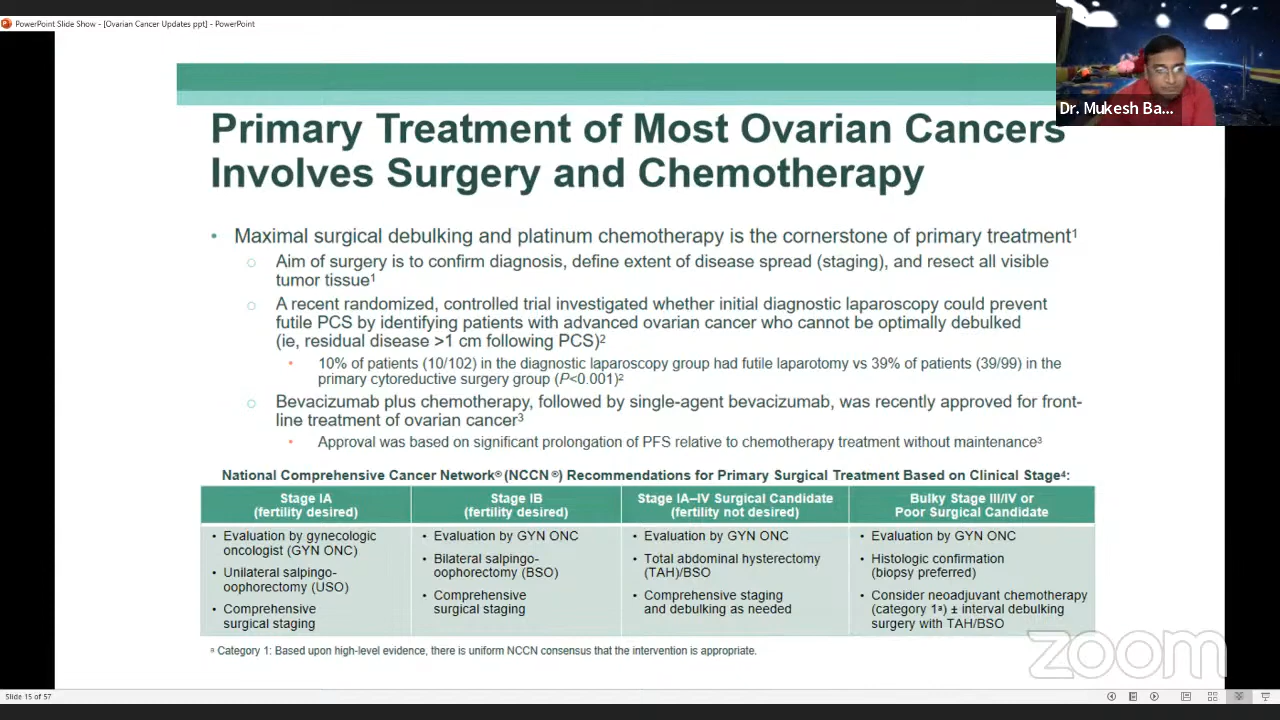 PowerPoint Slide Show - [Ovarian Cancer Updates ppt] - PowerPoint
Dr. Mukesh Ba...
Primary Treatment of Most Ovarian Cancers
Involves Surgery and Chemotherapy
• Maximal surgical debulking and platinum chemotherapy is the cornerstone of primary treatment¹
○ Aim of surgery is to confirm diagnosis, define extent of disease spread (staging), and resect all visible
tumor tissue¹
○ A recent randomized, controlled trial investigated whether initial diagnostic laparoscopy could prevent
futile PCS by identifying patients with advanced ovarian cancer who cannot be optimally debulked
(ie, residual disease >1 cm following PCS)²
• 10% of patients (10/102) in the diagnostic laparoscopy group had futile laparotomy vs 39% of patients (39/99) in the
primary cytoreductive surgery group (P<0.001)²
○ Bevacizumab plus chemotherapy, followed by single-agent bevacizumab, was recently approved for front-
line treatment of ovarian cancer³
• Approval was based on significant prolongation of PFS relative to chemotherapy treatment without maintenance³
National Comprehensive Cancer Network® (NCCN®) Recommendations for Primary Surgical Treatment Based on Clinical Stage⁴:
Stage IA
(fertility desired)
• Evaluation by gynecologic
oncologist (GYN ONC)
• Unilateral salpingo-
oophorectomy (USO)
• Comprehensive
surgical staging
Stage IB
(fertility desired)
• Evaluation by GYN ONC
• Bilateral salpingo-
oophorectomy (BSO)
• Comprehensive
surgical staging
Stage IA–IV Surgical Candidate
(fertility not desired)
• Evaluation by GYN ONC
• Total abdominal hysterectomy
(TAH)/BSO
• Comprehensive staging
and debulking as needed
Bulky Stage III/IV or
Poor Surgical Candidate
• Evaluation by GYN ONC
• Histologic confirmation
(biopsy preferred)
• Consider neoadjuvant chemotherapy
(category 1ª) ± interval debulking
surgery with TAH/BSO
ª Category 1: Based upon high-level evidence, there is uniform NCCN consensus that the intervention is appropriate.
zoom
Slide 15 of 57